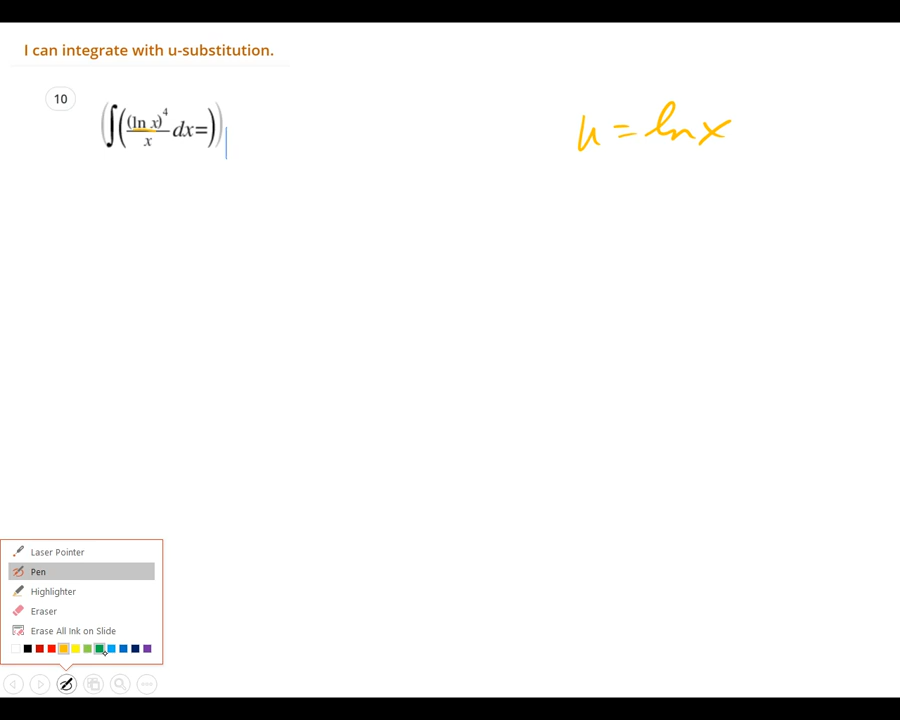 I can integrate with u-substitution.
10
(∫((ln x)^4/x dx=))
u = ln x
Laser Pointer
Pen
Highlighter
Eraser
Erase All Ink on Slide